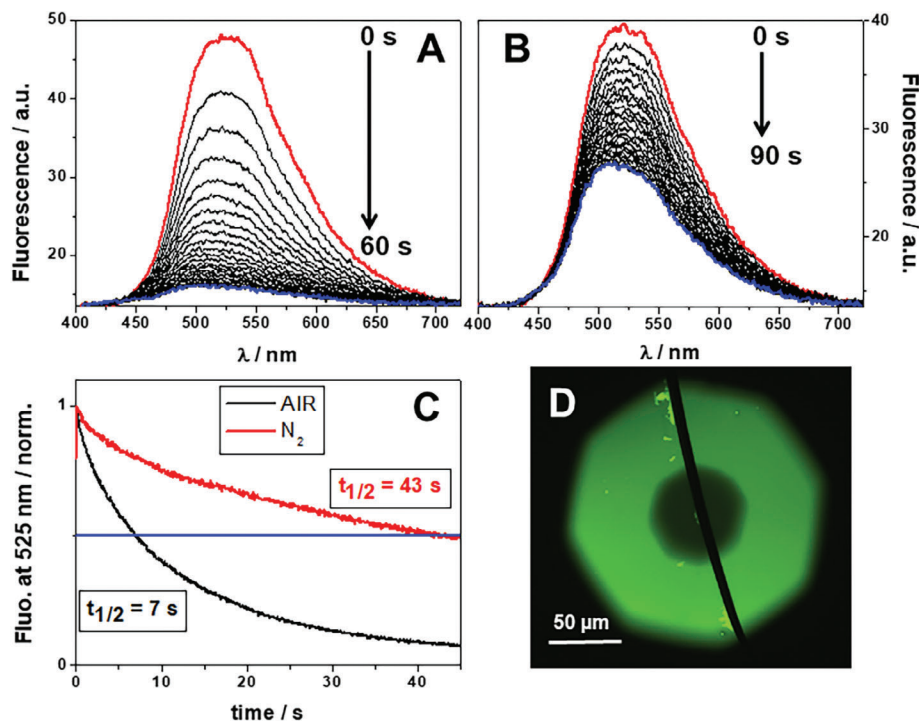 A
0 s
60 s
50
40
30
20
Fluorescence / a.u.
400 450 500 550 600 650 700
λ / nm
B
0 s
90 s
40
30
20
Fluorescence / a.u.
400 450 500 550 600 650 700
λ / nm
C
AIR
N2
t1/2 = 43 s
t1/2 = 7 s
1
0
Fluo. at 525 nm / norm.
0 10 20 30 40
time / s
D
50 µm